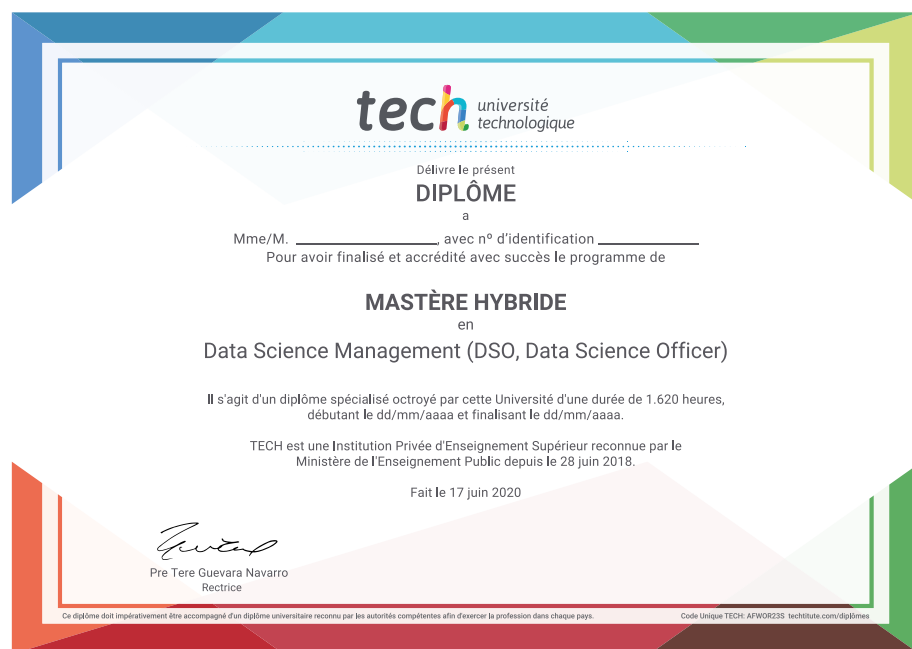 tech université
technologique
Délivre le présent
DIPLÔME
a
Mme/M. ____________________, avec nº d'identification ______________
Pour avoir finalisé et accrédité avec succès le programme de
MASTÈRE HYBRIDE
en
Data Science Management (DSO, Data Science Officer)
Il s'agit d'un diplôme spécialisé octroyé par cette Université d'une durée de 1.620 heures,
débutant le dd/mm/aaaa et finalisant le dd/mm/aaaa.
TECH est une Institution Privée d'Enseignement Supérieur reconnue par le
Ministère de l'Enseignement Public depuis le 28 juin 2018.
Fait le 17 juin 2020
Pre Tere Guevara Navarro
Rectrice
Ce diplôme doit impérativement être accompagné d'un diplôme universitaire reconnu par les autorités compétentes afin d'exercer la profession dans chaque pays.
Code Unique TECH: AFWOR23S techtitute.com/diplômes